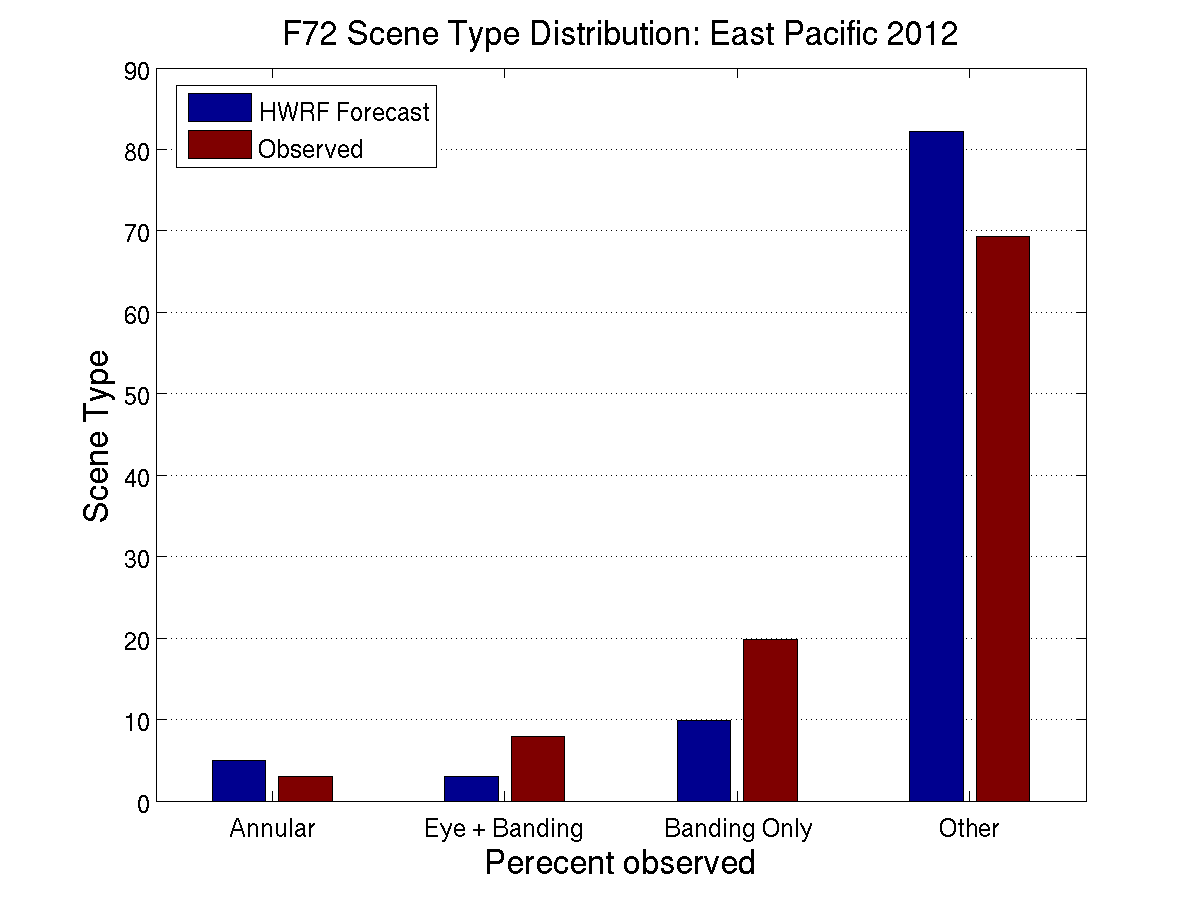 F72 Scene Type Distribution: East Pacific 2012
90
80
70
60
50
40
30
20
10
0
HWRF Forecast
Observed
Scene Type
Annular
Eye + Banding
Banding Only
Other
Perecent observed